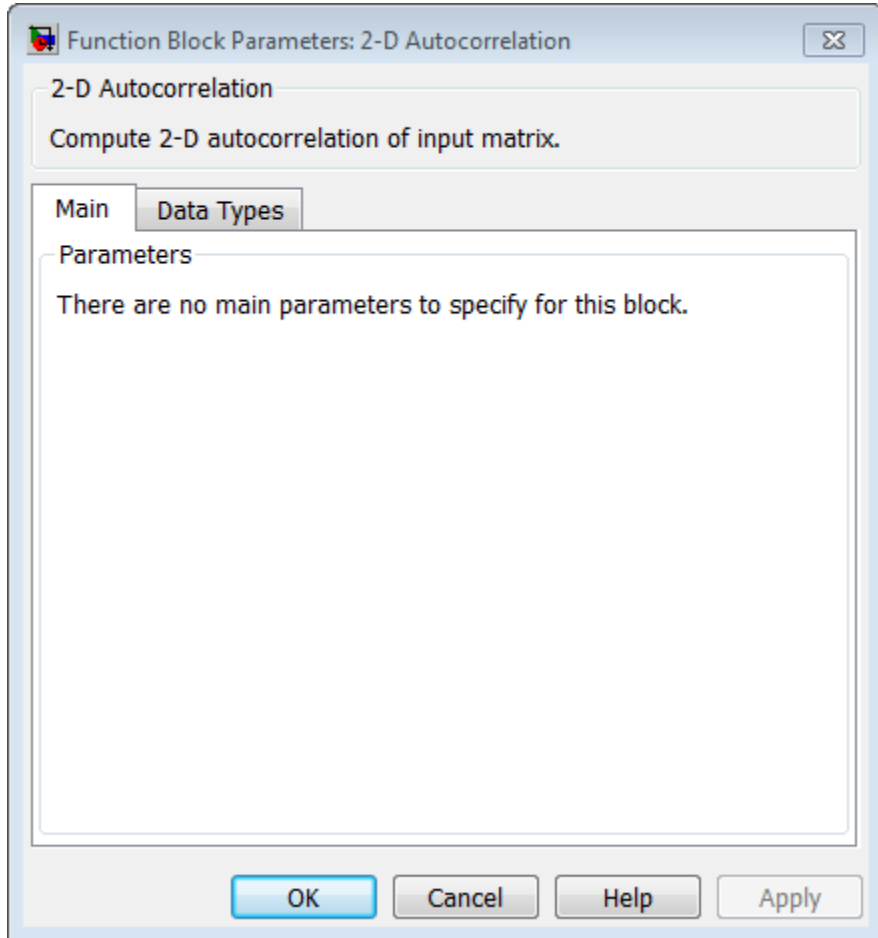 Function Block Parameters: 2-D Autocorrelation
2-D Autocorrelation
Compute 2-D autocorrelation of input matrix.
Main
Data Types
Parameters
There are no main parameters to specify for this block.
OK
Cancel
Help
Apply